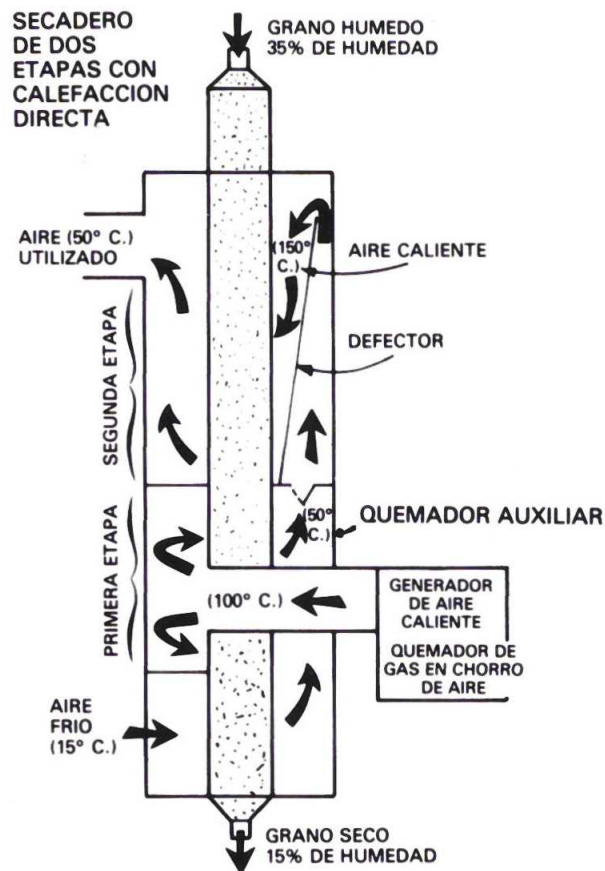 SECADERO
DE DOS
ETAPAS CON
CALEFACCION
DIRECTA
GRANO HUMEDO
35% DE HUMEDAD
AIRE (50° C.)
UTILIZADO
(150°
C.)
AIRE CALIENTE
DEFECTOR
SEGUNDA ETAPA
(50°
C.)
QUEMADOR AUXILIAR
PRIMERA ETAPA
(100° C.)
GENERADOR
DE AIRE
CALIENTE
QUEMADOR DE
GAS EN CHORRO
DE AIRE
AIRE
FRIO
(15° C.)
GRANO SECO
15% DE HUMEDAD